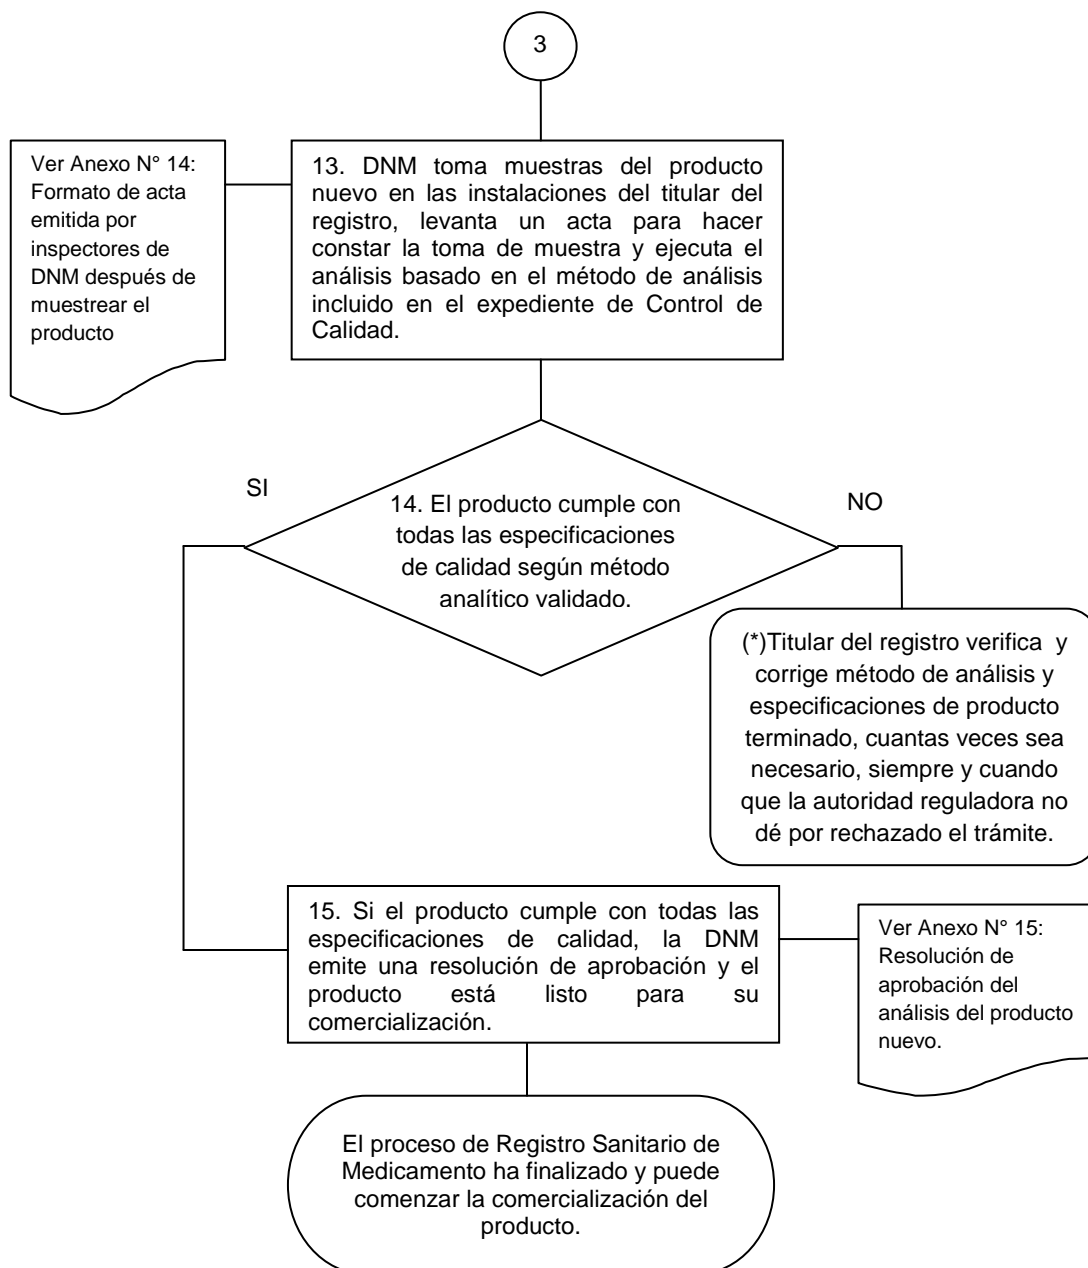 3
Ver Anexo N° 14:
Formato de acta
emitida por
inspectores de
DNM después de
muestrear el
producto
13. DNM toma muestras del producto
nuevo en las instalaciones del titular del
registro, levanta un acta para hacer
constar la toma de muestra y ejecuta el
análisis basado en el método de análisis
incluido en el expediente de Control de
Calidad.
SI
14. El producto cumple con
todas las especificaciones
de calidad según método
analítico validado.
NO
(*)Titular del registro verifica y
corrige método de análisis y
especificaciones de producto
terminado, cuantas veces sea
necesario, siempre y cuando
que la autoridad reguladora no
dé por rechazado el trámite.
15. Si el producto cumple con todas las
especificaciones de calidad, la DNM
emite una resolución de aprobación y el
producto está listo para su
comercialización.
Ver Anexo N° 15:
Resolución de
aprobación del
análisis del producto
nuevo.
El proceso de Registro Sanitario de
Medicamento ha finalizado y puede
comenzar la comercialización del
producto.